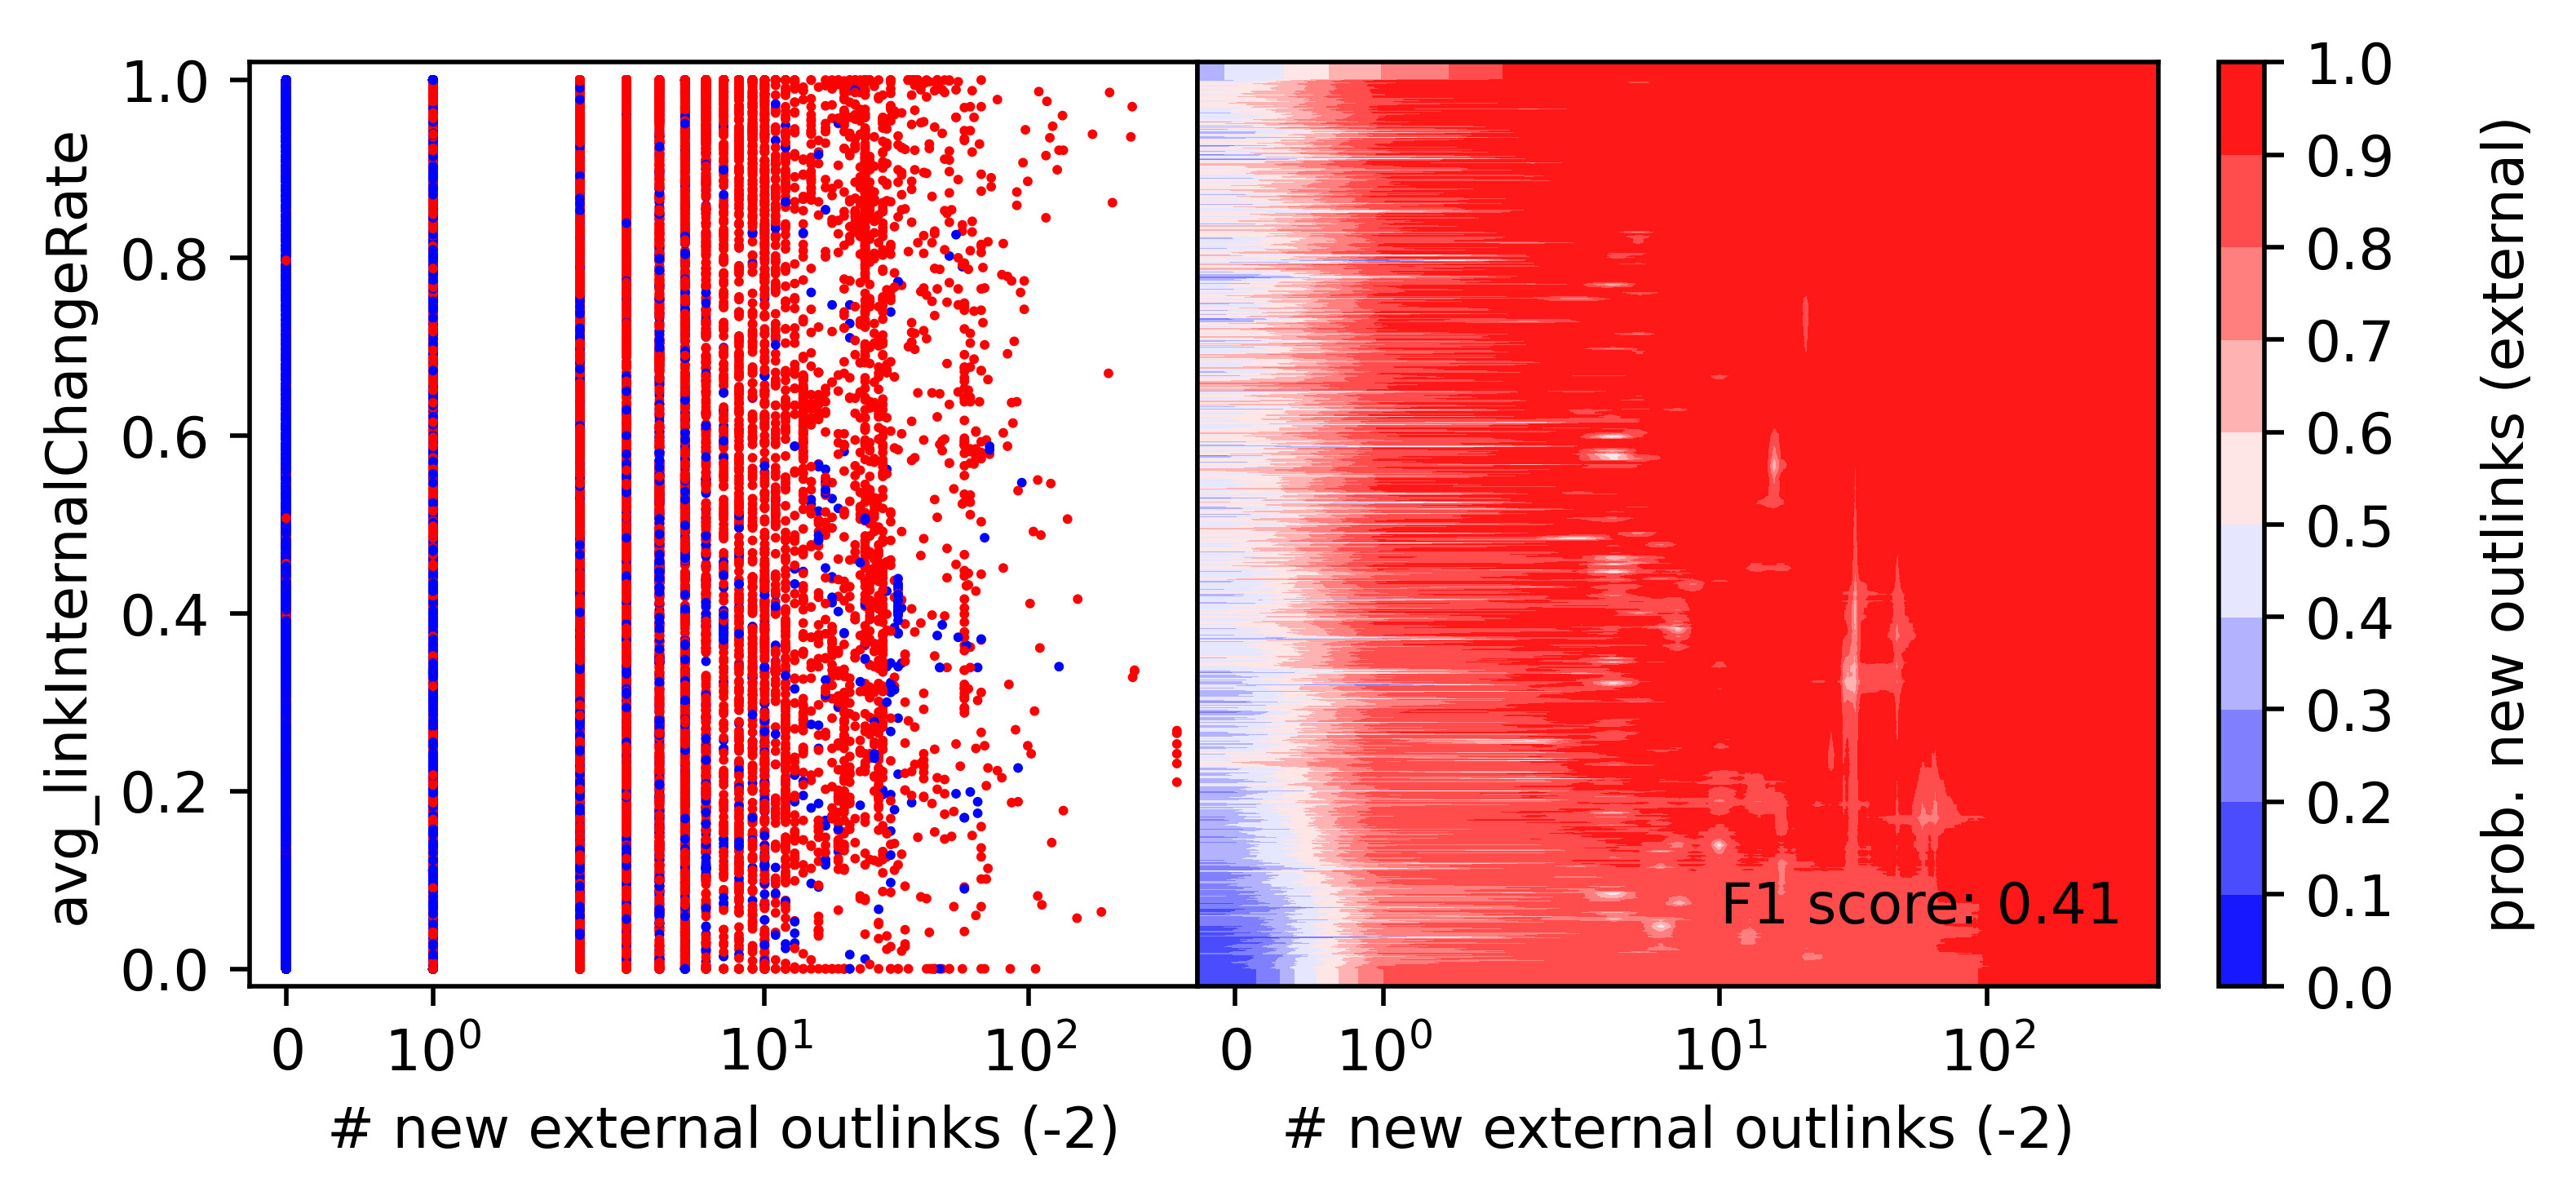 avg_linkInternalChangeRate
1.0
0.8
0.6
0.4
0.2
0.0
0 10⁰ 10¹ 10²
# new external outlinks (-2)
F1 score: 0.41
0 10⁰ 10¹ 10²
# new external outlinks (-2)
1.0
0.9
0.8
0.7
0.6
0.5
0.4
0.3
0.2
0.1
0.0
prob. new outlinks (external)